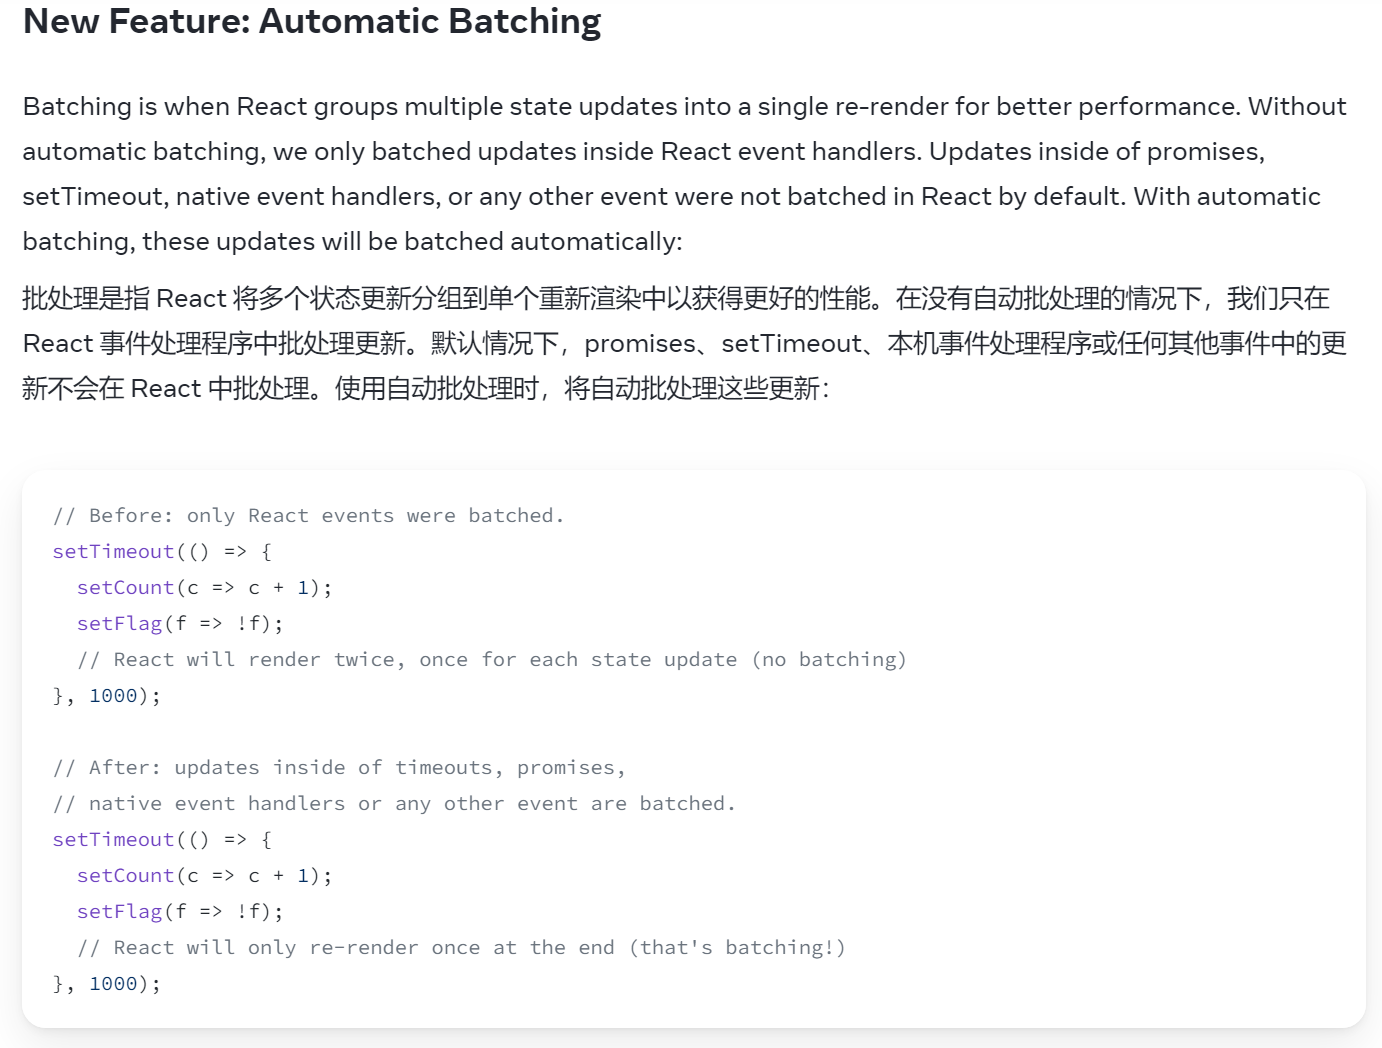 New Feature: Automatic Batching
Batching is when React groups multiple state updates into a single re-render for better performance. Without
automatic batching, we only batched updates inside React event handlers. Updates inside of promises,
setTimeout, native event handlers, or any other event were not batched in React by default. With automatic
batching, these updates will be batched automatically:
批处理是指 React 将多个状态更新分组到单个重新渲染中以获得更好的性能。在没有自动批处理的情况下，我们只在
React 事件处理程序中批处理更新。默认情况下，promises、setTimeout、本机事件处理程序或任何其他事件中的更
新不会在 React 中批处理。使用自动批处理时，将自动批处理这些更新：
// Before: only React events were batched.
setTimeout(() => {
  setCount(c => c + 1);
  setFlag(f => !f);
  // React will render twice, once for each state update (no batching)
}, 1000);

// After: updates inside of timeouts, promises,
// native event handlers or any other event are batched.
setTimeout(() => {
  setCount(c => c + 1);
  setFlag(f => !f);
  // React will only re-render once at the end (that's batching!)
}, 1000);